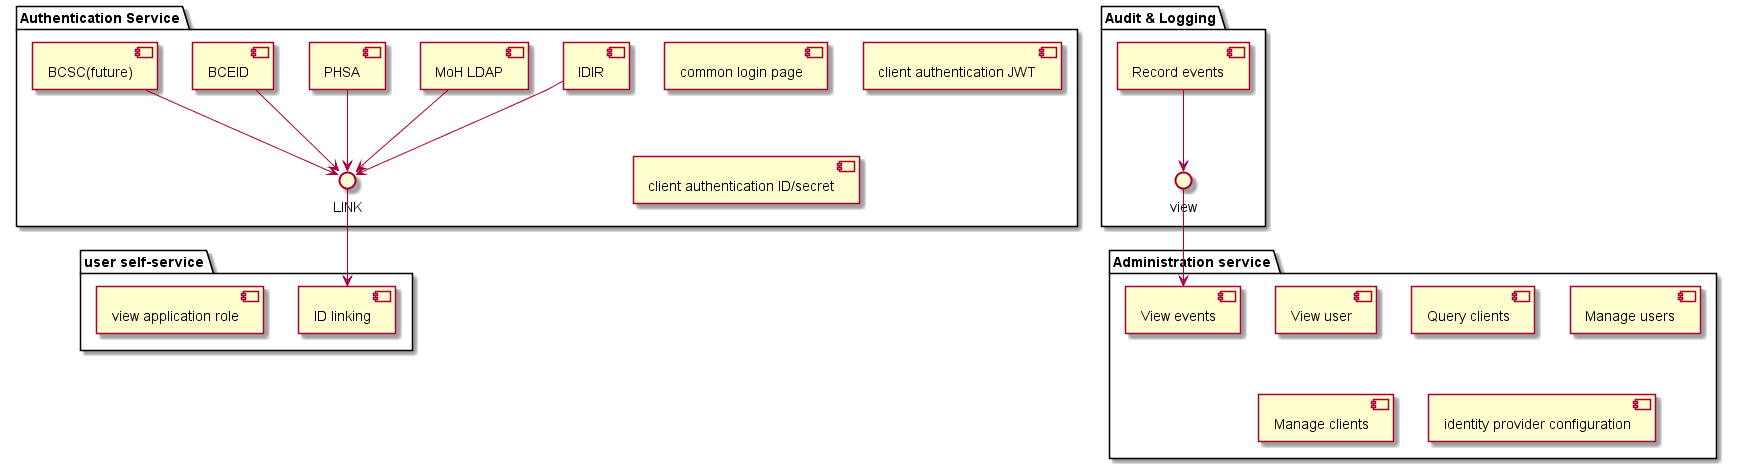 Authentication Service
BCSC(future)
BCEID
PHSA
MoH LDAP
IDIR
common login page
client authentication JWT
client authentication ID/secret
LINK
Audit & Logging
Record events
view
user self-service
view application role
ID linking
Administration service
View events
View user
Query clients
Manage users
Manage clients
identity provider configuration